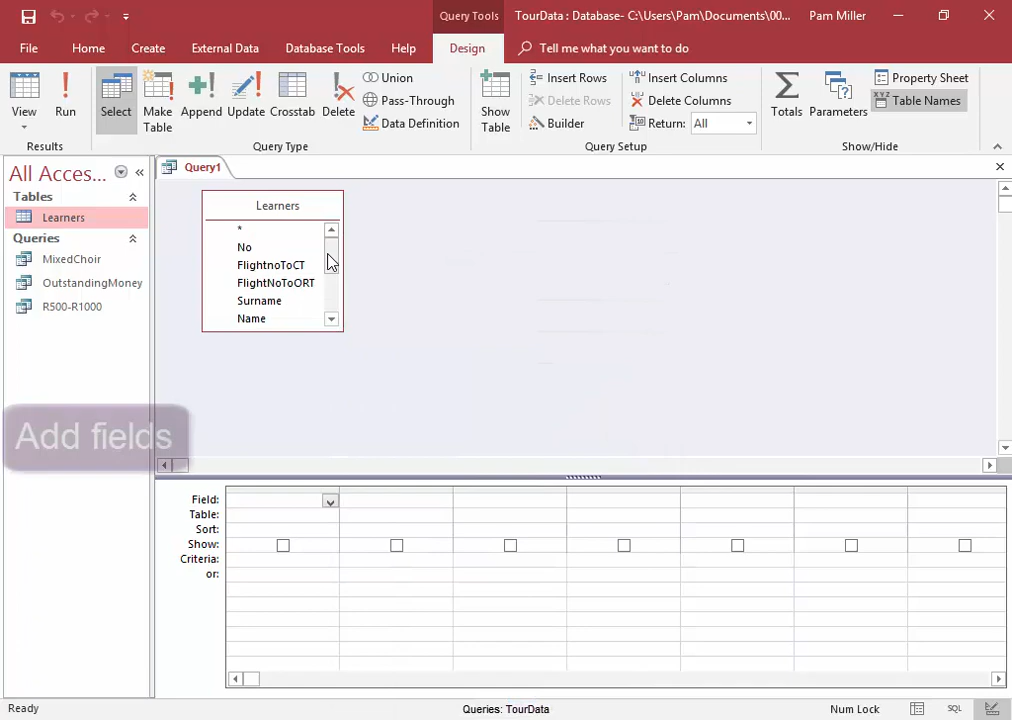 Query Tools
TourData : Database- C:\Users\Pam\Documents\00...
Pam Miller
File Home Create External Data Database Tools Help Design Tell me what you want to do
View
Run
Select
Make Table
Append
Update
Crosstab
Delete
Union
Pass-Through
Data Definition
Show Table
Insert Rows
Delete Rows
Builder
Insert Columns
Delete Columns
Return: All
Totals
Parameters
Property Sheet
XYZ Table Names
Results
Query Type
Query Setup
Show/Hide
All Acces...
Tables
Learners
Queries
MixedChoir
OutstandingMoney
R500-R1000
Query1
Learners
*
No
FlightnoToCT
FlightNoToORT
Surname
Name
Add fields
Field:
Table:
Sort:
Show:
Criteria:
or:
Ready
Queries: TourData
Num Lock
SQL